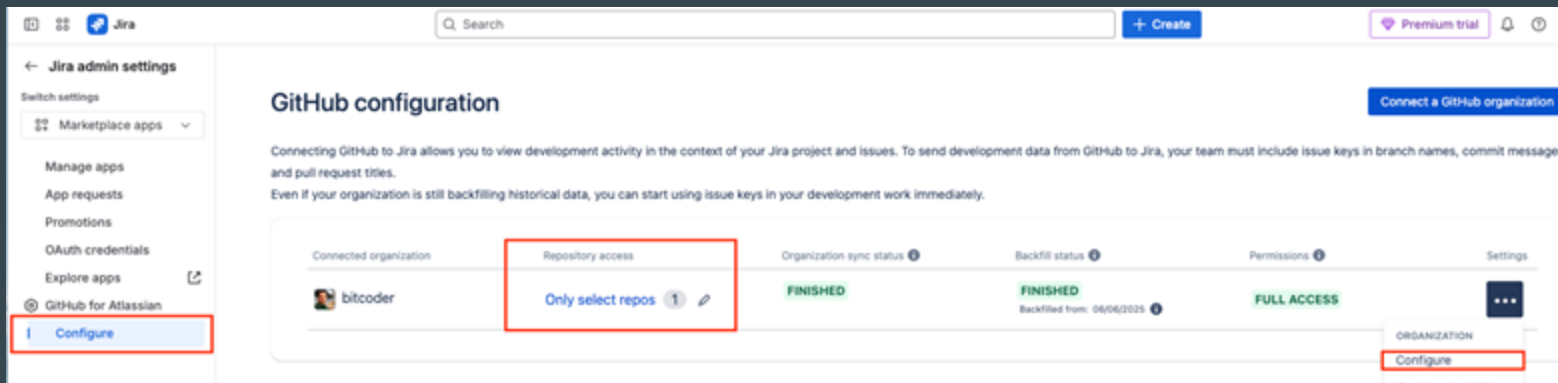 Jira
Search
+ Create
Premium trial
← Jira admin settings
Switch settings
Marketplace apps
Manage apps
App requests
Promotions
OAuth credentials
Explore apps
GitHub for Atlassian
Configure
GitHub configuration
Connect a GitHub organization
Connecting GitHub to Jira allows you to view development activity in the context of your Jira project and issues. To send development data from GitHub to Jira, your team must include issue keys in branch names, commit message
and pull request titles.
Even if your organization is still backfilling historical data, you can start using issue keys in your development work immediately.
Connected organization Repository access Organization sync status Backfill status Permissions Settings
bitcoder Only select repos 1 FINISHED FINISHED FULL ACCESS
Backfilled from: 06/06/2025
ORGANIZATION
Configure